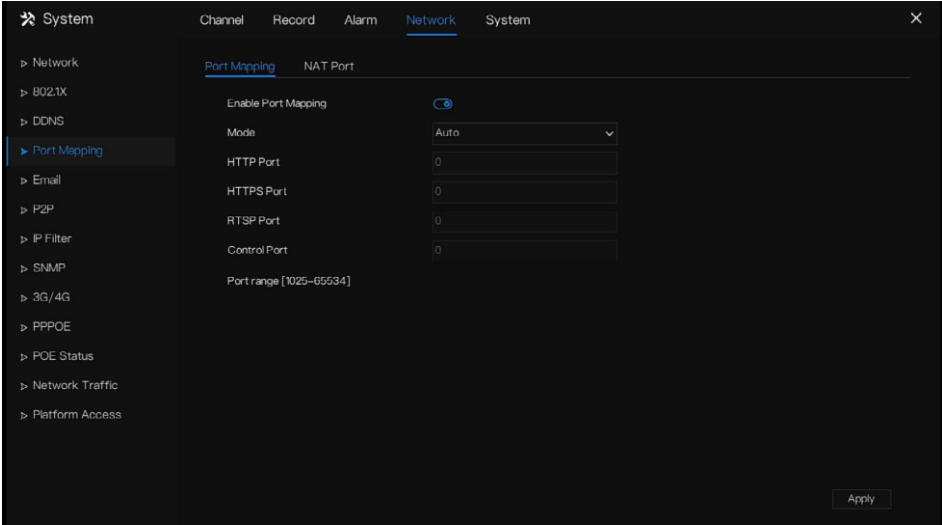 System
Channel Record Alarm Network System
Network
802.1X
DDNS
Port Mapping
Email
P2P
IP Filter
SNMP
3G/4G
PPPOE
POE Status
Network Traffic
Platform Access
Port Mapping NAT Port
Enable Port Mapping
Mode Auto
HTTP Port 0
HTTPS Port 0
RTSP Port 0
Control Port 0
Port range [1025-65534]
Apply